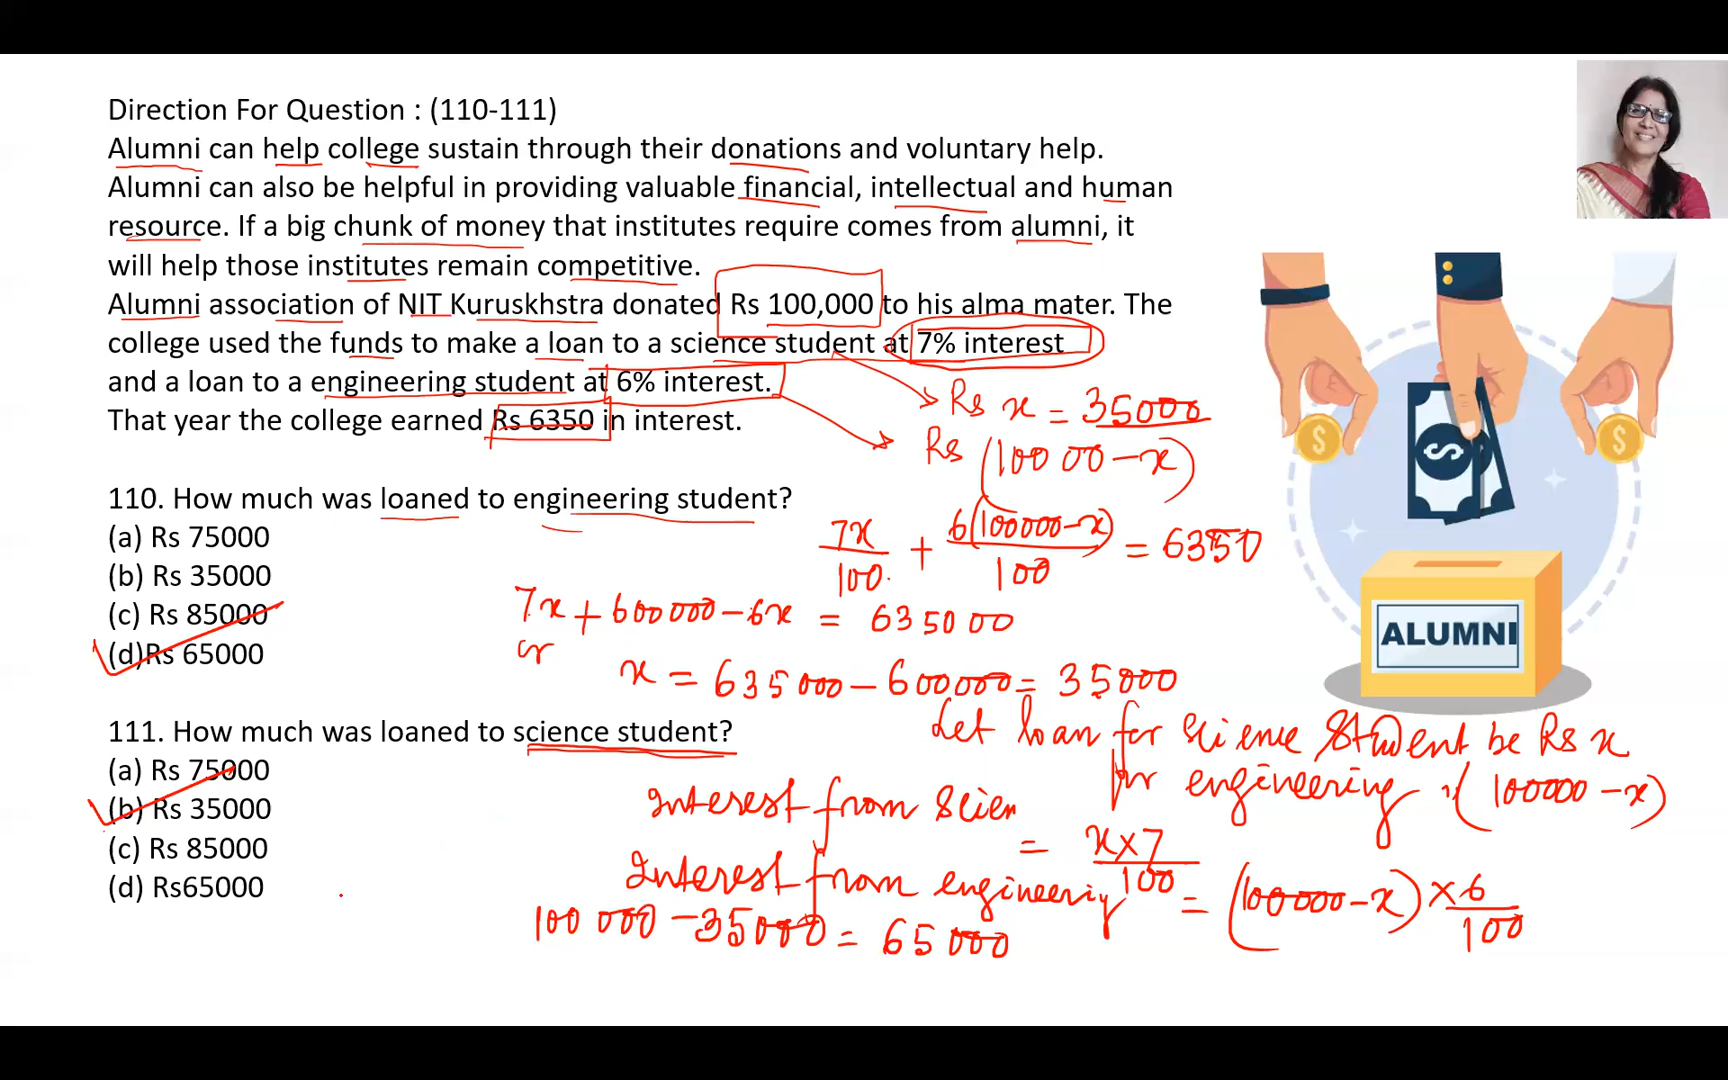 Direction For Question : (110-111)
Alumni can help college sustain through their donations and voluntary help.
Alumni can also be helpful in providing valuable financial, intellectual and human
resource. If a big chunk of money that institutes require comes from alumni, it
will help those institutes remain competitive.
Alumni association of NIT Kuruskhstra donated Rs 100,000 to his alma mater. The
college used the funds to make a loan to a science student at 7% interest
and a loan to a engineering student at 6% interest.
That year the college earned Rs 6350 in interest.
Rs x = 35000
Rs (10000-x)
110. How much was loaned to engineering student?
(a) Rs 75000
(b) Rs 35000
(c) Rs 85000
(d)Rs 65000
7x/100 + 6(100000-x)/100 = 6350
7x + 600000 - 6x = 635000
or
x = 635000 - 600000 = 35000
ALUMNI
111. How much was loaned to science student?
(a) Rs 75000
(b) Rs 35000
(c) Rs 85000
(d) Rs65000
Let loan for Science Student be Rs x
for engineering " (100000-x)
Interest from Scien
= x×7/100
Interest from engineerig = (100000-x)×6/100
100000 - 35000 = 65000